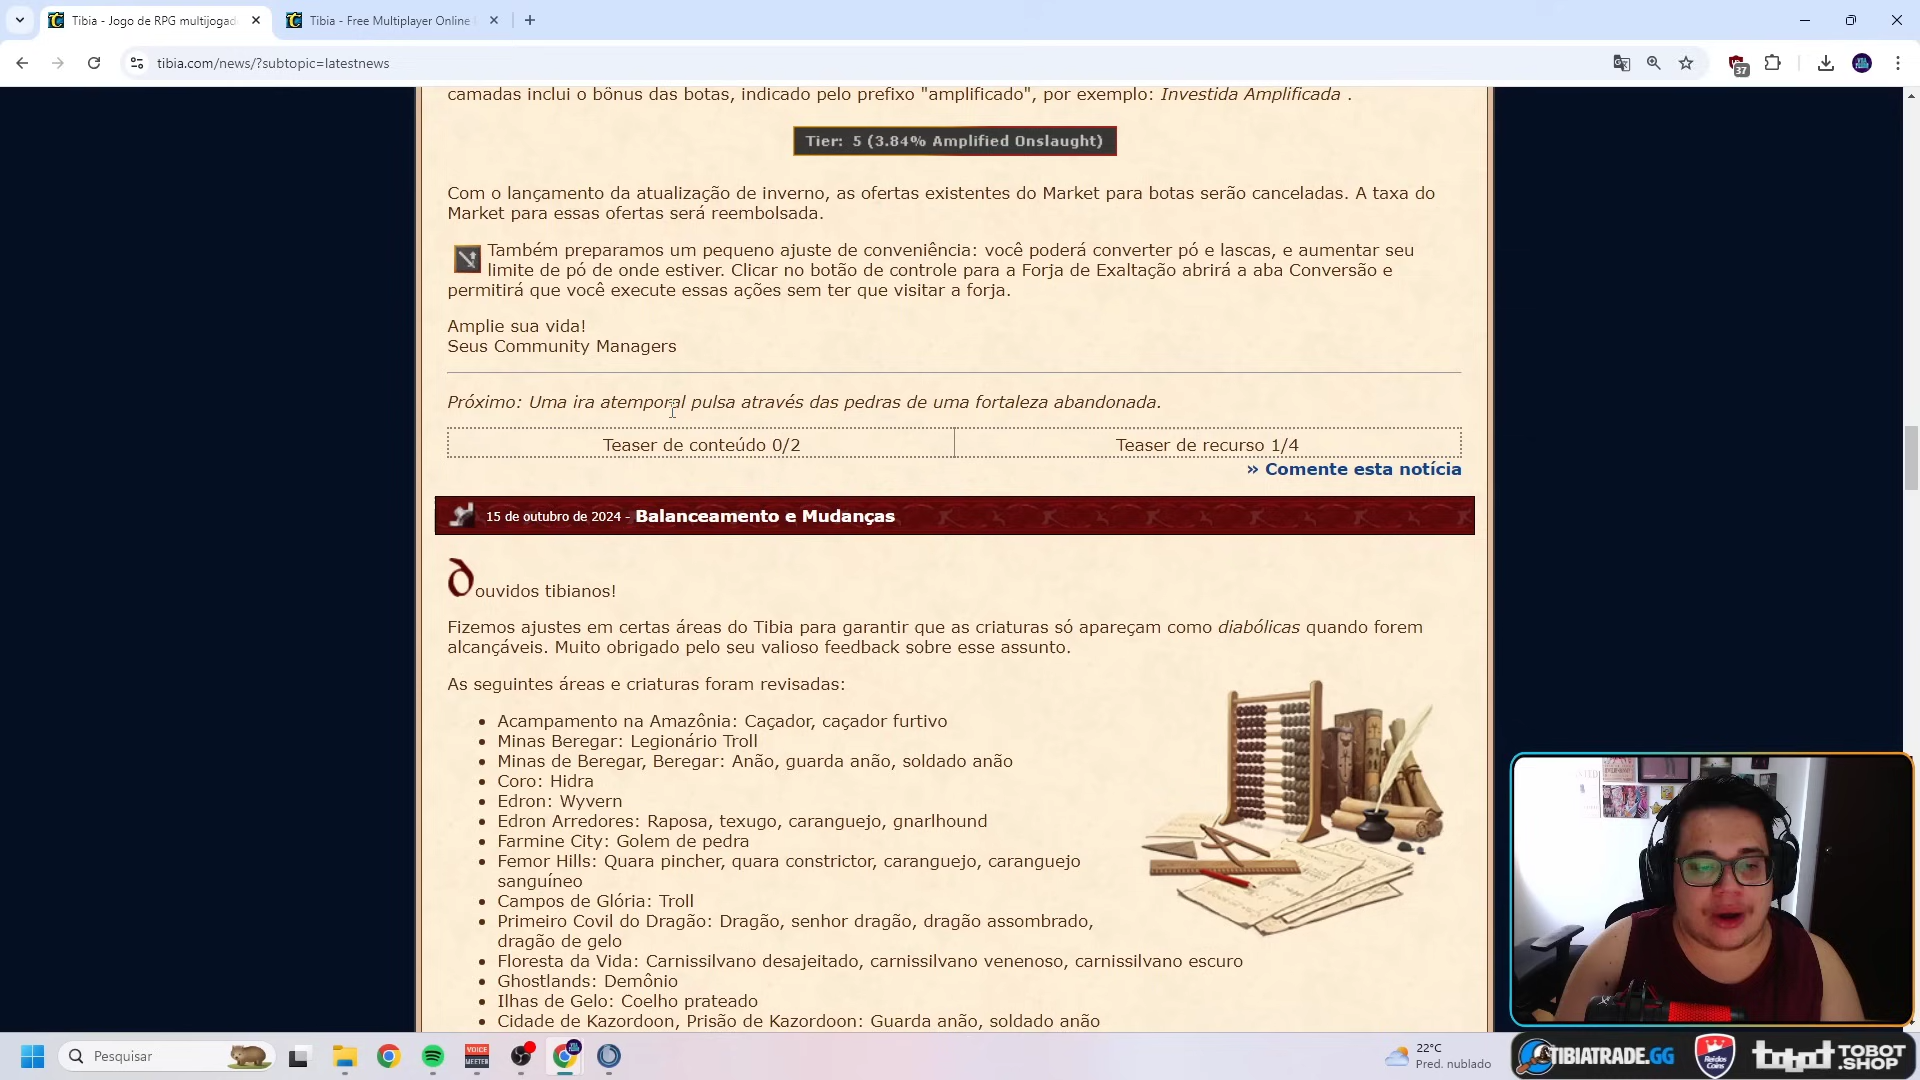 Tibia - Jogo de RPG multijogad
Tibia - Free Multiplayer Online
tibia.com/news/?subtopic=latestnews
37
camadas inclui o bônus das botas, indicado pelo prefixo "amplificado", por exemplo: Investida Amplificada .
Tier: 5 (3.84% Amplified Onslaught)
Com o lançamento da atualização de inverno, as ofertas existentes do Market para botas serão canceladas. A taxa do
Market para essas ofertas será reembolsada.
Também preparamos um pequeno ajuste de conveniência: você poderá converter pó e lascas, e aumentar seu
limite de pó de onde estiver. Clicar no botão de controle para a Forja de Exaltação abrirá a aba Conversão e
permitirá que você execute essas ações sem ter que visitar a forja.
Amplie sua vida!
Seus Community Managers
Próximo: Uma ira atemporal pulsa através das pedras de uma fortaleza abandonada.
Teaser de conteúdo 0/2
Teaser de recurso 1/4
» Comente esta notícia
15 de outubro de 2024 - Balanceamento e Mudanças
douvidos tibianos!
Fizemos ajustes em certas áreas do Tibia para garantir que as criaturas só apareçam como diabólicas quando forem
alcançáveis. Muito obrigado pelo seu valioso feedback sobre esse assunto.
As seguintes áreas e criaturas foram revisadas:
• Acampamento na Amazônia: Caçador, caçador furtivo
• Minas Beregar: Legionário Troll
• Minas de Beregar, Beregar: Anão, guarda anão, soldado anão
• Coro: Hidra
• Edron: Wyvern
• Edron Arredores: Raposa, texugo, caranguejo, gnarlhound
• Farmine City: Golem de pedra
• Femor Hills: Quara pincher, quara constrictor, caranguejo, caranguejo
sanguíneo
• Campos de Glória: Troll
• Primeiro Covil do Dragão: Dragão, senhor dragão, dragão assombrado,
dragão de gelo
• Floresta da Vida: Carnissilvano desajeitado, carnissilvano venenoso, carnissilvano escuro
• Ghostlands: Demônio
• Ilhas de Gelo: Coelho prateado
• Cidade de Kazordoon, Prisão de Kazordoon: Guarda anão, soldado anão
Pesquisar
VOICE
MEETER
22°C
Pred. nublado
TIBIATRADE.GG
Rei dos
Coins
tobot
TOBOT
.SHOP